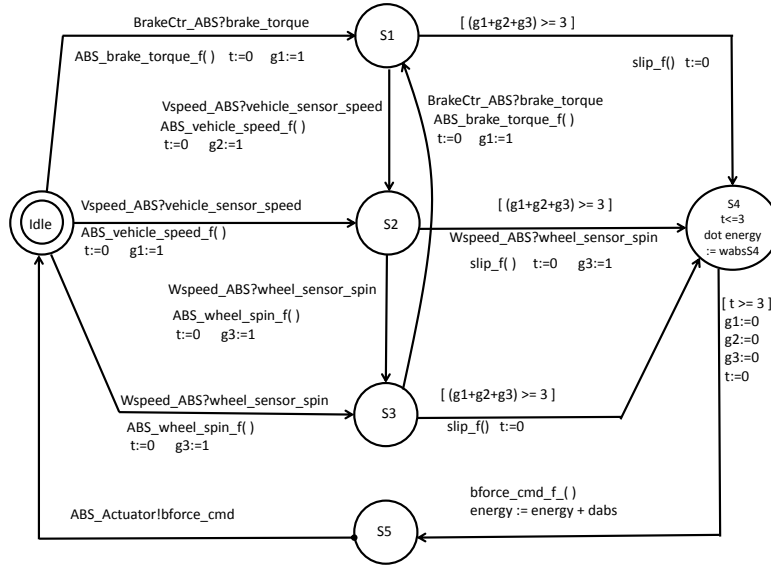 BrakeCtr_ABS?brake_torque
ABS_brake_torque_f( ) t:=0 g1:=1
S1
[ (g1+g2+g3) >= 3 ]
slip_f() t:=0
Vspeed_ABS?vehicle_sensor_speed
ABS_vehicle_speed_f( )
t:=0 g2:=1
BrakeCtr_ABS?brake_torque
ABS_brake_torque_f( )
t:=0 g1:=1
Idle
Vspeed_ABS?vehicle_sensor_speed
ABS_vehicle_speed_f( )
t:=0 g1:=1
S2
[ (g1+g2+g3) >= 3 ]
Wspeed_ABS?wheel_sensor_spin
slip_f() t:=0 g3:=1
S4
t<=3
dot energy
:= wabsS4
Wspeed_ABS?wheel_sensor_spin
ABS_wheel_spin_f( )
t:=0 g3:=1
[ t >= 3 ]
g1:=0
g2:=0
g3:=0
t:=0
Wspeed_ABS?wheel_sensor_spin
ABS_wheel_spin_f( )
t:=0 g3:=1
S3
[ (g1+g2+g3) >= 3 ]
slip_f() t:=0
ABS_Actuator!bforce_cmd
S5
bforce_cmd_f_( )
energy := energy + dabs